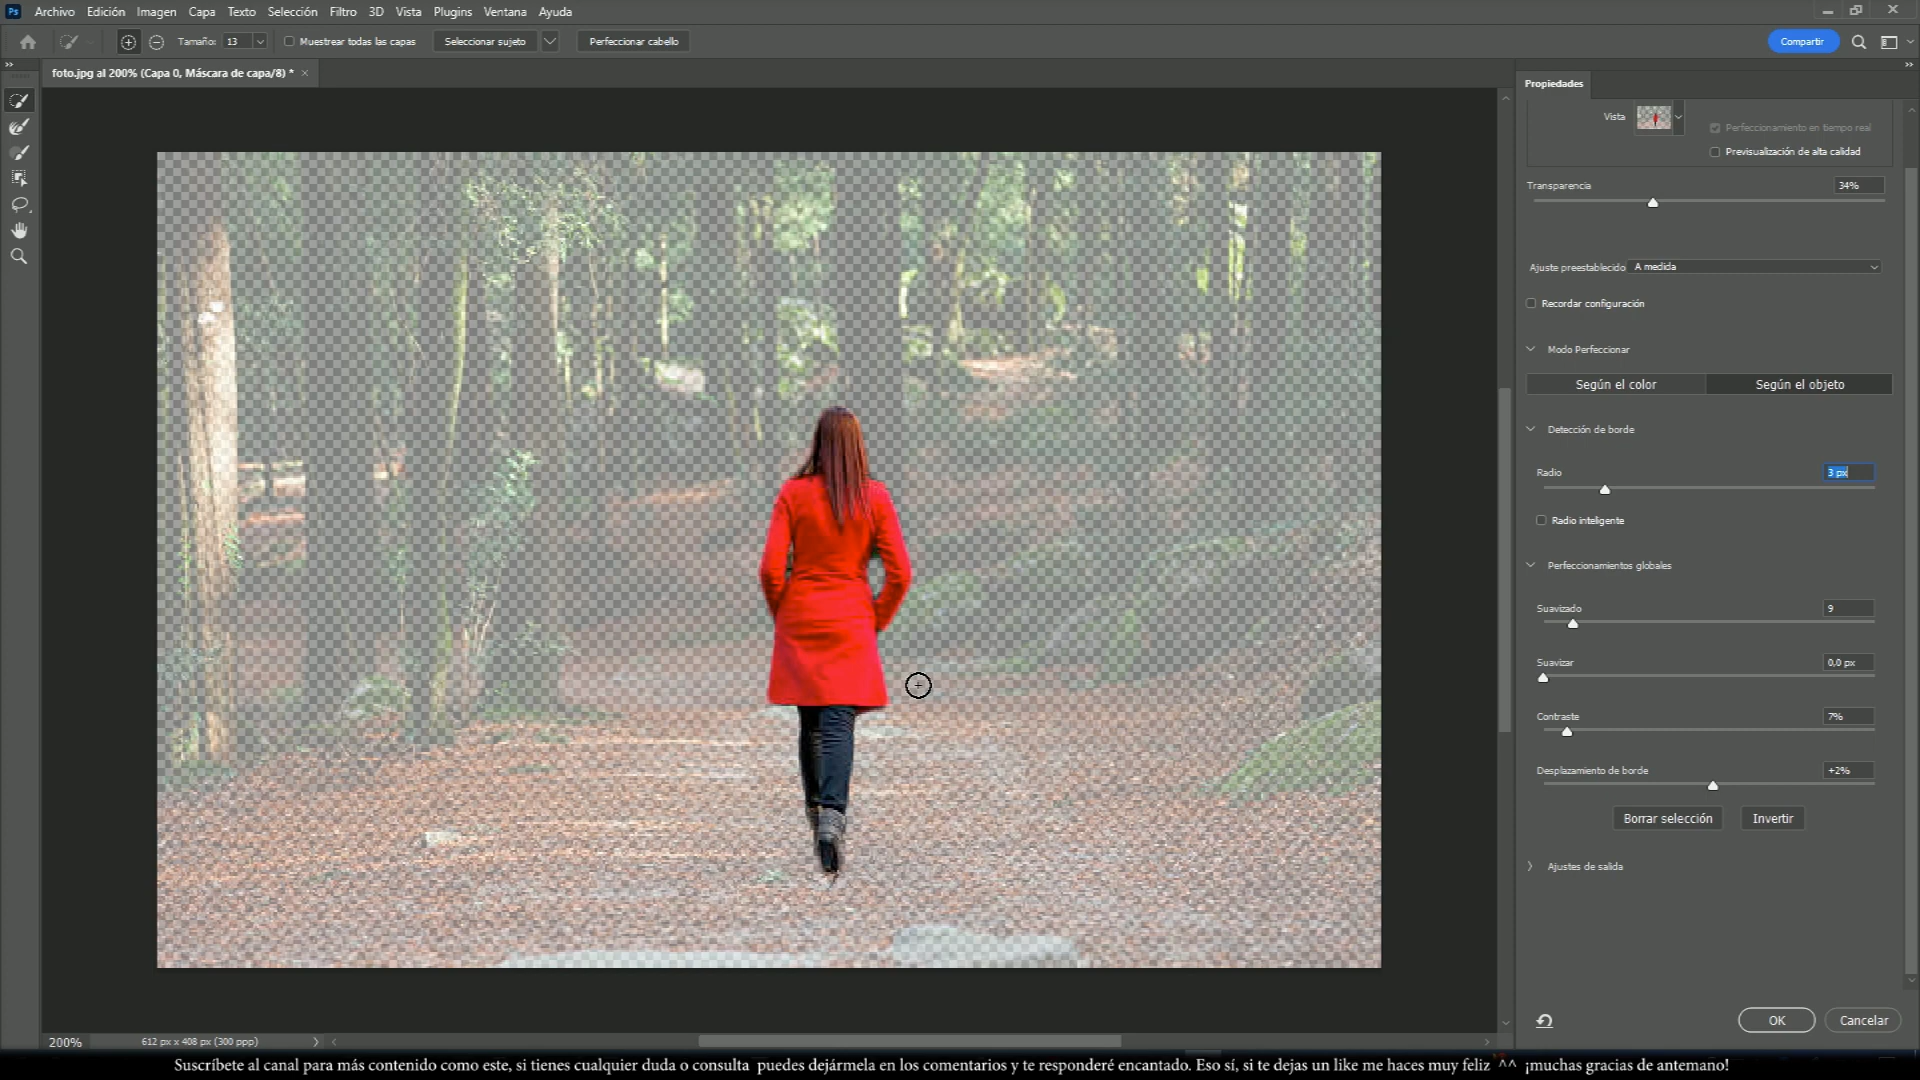 Ps Archivo Edición Imagen Capa Texto Selección Filtro 3D Vista Plugins Ventana Ayuda
Tamaño: 13 Muestrear todas las capas Seleccionar sujeto Perfeccionar cabello Compartir
foto.jpg al 200% (Capa 0, Máscara de capa/8) * ×
Propiedades
Vista
Perfeccionamiento en tiempo real
Previsualización de alta calidad
Transparencia 34%
Ajuste preestablecido A medida
Recordar configuración
Modo Perfeccionar
Según el color Según el objeto
Detección de borde
Radio 3 px
Radio inteligente
Perfeccionamientos globales
Suavizado 9
Suavizar 0,0 px
Contraste 7%
Desplazamiento de borde +2%
Borrar selección Invertir
Ajustes de salida
OK Cancelar
200% 612 px x 408 px (300 ppp)
Suscríbete al canal para más contenido como este, si tienes cualquier duda o consulta puedes dejármela en los comentarios y te responderé encantado. Eso sí, si te dejas un like me haces muy feliz ^^ ¡muchas gracias de antemano!